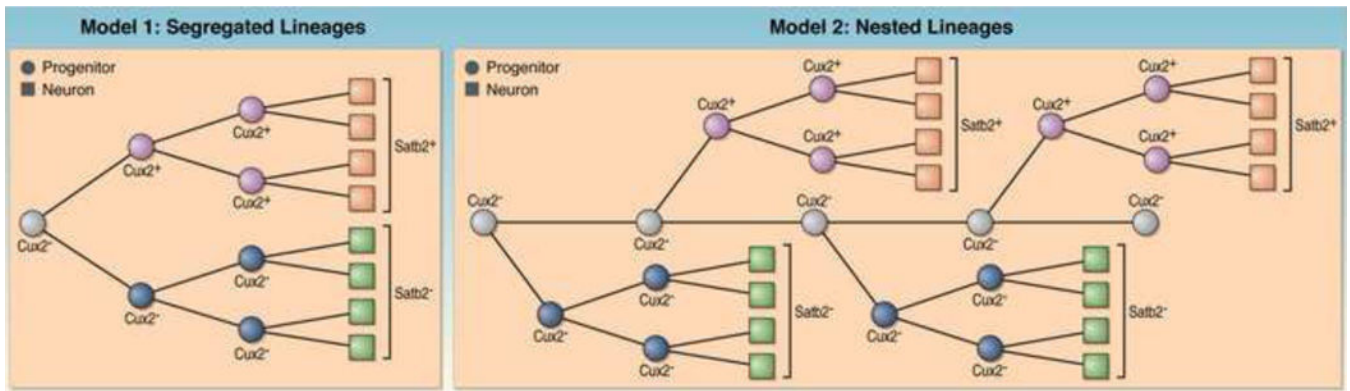 Model 1: Segregated Lineages
Progenitor
Neuron
Cux2+
Cux2+
Cux2+
Satb2+
Cux2-
Cux2-
Cux2-
Cux2-
Satb2-
Model 2: Nested Lineages
Progenitor
Neuron
Cux2+
Cux2+
Cux2+
Cux2+
Cux2+
Cux2+
Satb2+
Satb2+
Cux2-
Cux2-
Cux2-
Cux2-
Cux2-
Cux2-
Cux2-
Cux2-
Cux2-
Cux2-
Cux2-
Satb2-
Satb2-